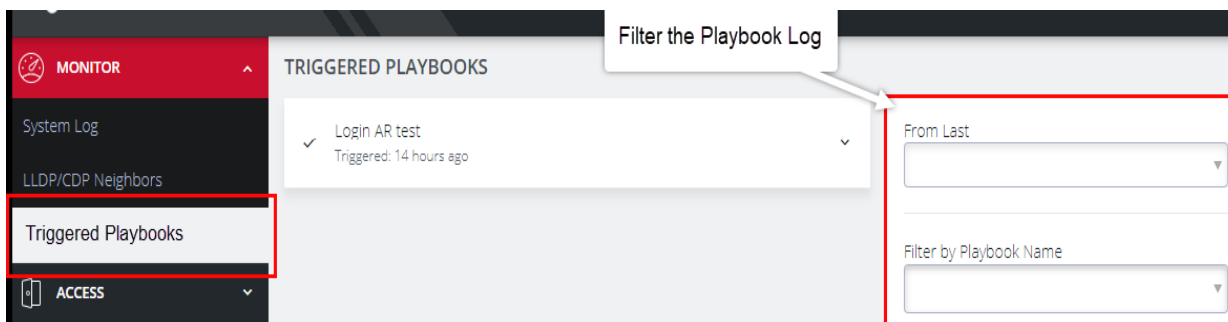 Filter the Playbook Log
MONITOR
System Log
LLDP/CDP Neighbors
Triggered Playbooks
ACCESS
TRIGGERED PLAYBOOKS
Login AR test
Triggered: 14 hours ago
From Last
Filter by Playbook Name